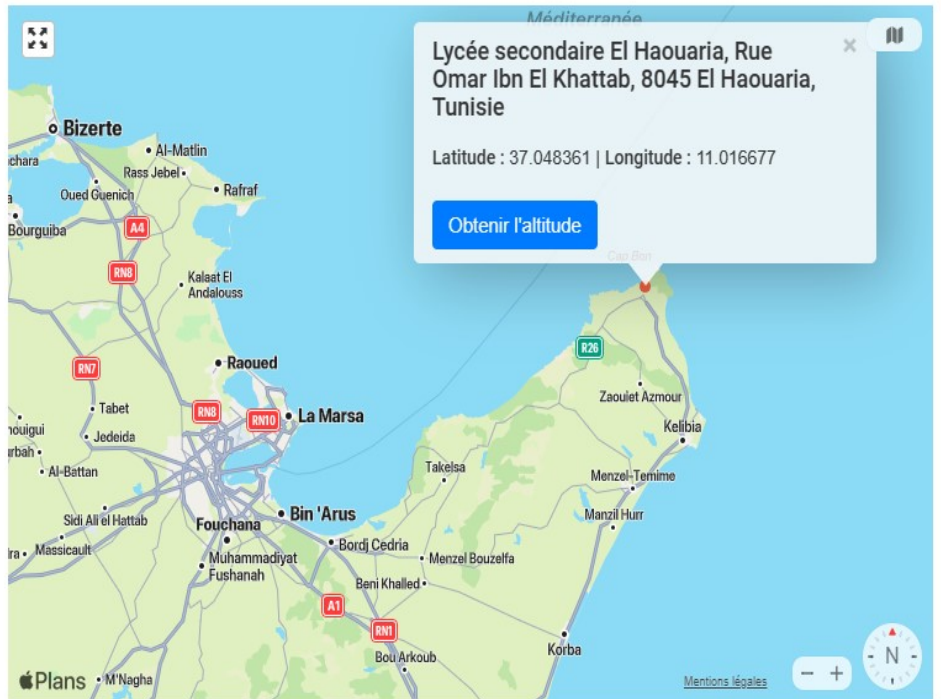 Méditerranée
Lycée secondaire El Haouaria, Rue
Omar Ibn El Khattab, 8045 El Haouaria,
Tunisie
×
Latitude : 37.048361 | Longitude : 11.016677
Obtenir l'altitude
Cap Bon
Bizerte
Al-Matlin
chara
Rass Jebel
Oued Guenich
Rafraf
a
Bourguiba
A4
RN8
Kalaat El
Andalouss
R26
RN7
Raoued
Zaouiet Azmour
Tabet
RN8
RN10
La Marsa
Kelibia
houigui
Jedeida
urbah
Al-Battan
Takelsa
Menzel-Temime
Sidi Ali el Hattab
Bin 'Arus
Manzil Hurr
Fouchana
ra
Massicault
Bordj Cedria
Muhammadiyat
Fushanah
Menzel Bouzelfa
Beni Khalled
A1
RN1
Korba
Bou Arkoub
N
Plans
M'Nagha
Mentions légales
− +